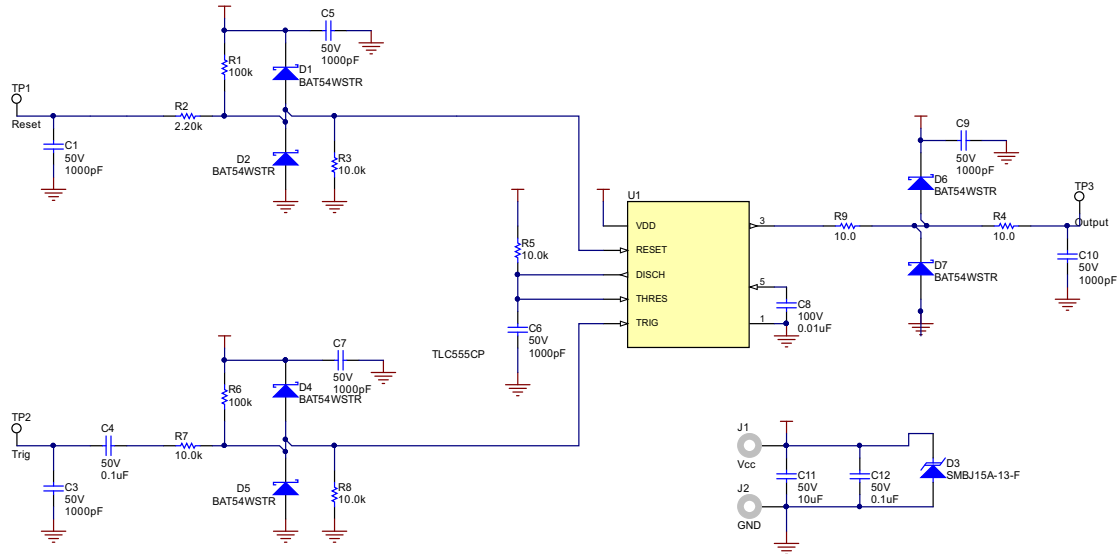 C5
50V
1000pF
R1
100k
D1
BAT54WSTR
TP1
Reset
R2
2.20k
C1
50V
1000pF
D2
BAT54WSTR
R3
10.0k
C9
50V
1000pF
D6
BAT54WSTR
TP3
Output
U1
VDD
RESET
DISCH
THRES
TRIG
3
5
1
R9
10.0
R4
10.0
R5
10.0k
D7
BAT54WSTR
C10
50V
1000pF
C8
100V
0.01uF
C6
50V
1000pF
TLC555CP
C7
50V
1000pF
R6
100k
D4
BAT54WSTR
TP2
Trig
C4
50V
0.1uF
R7
10.0k
C3
50V
1000pF
D5
BAT54WSTR
R8
10.0k
J1
Vcc
J2
GND
C11
50V
10uF
C12
50V
0.1uF
D3
SMBJ15A-13-F